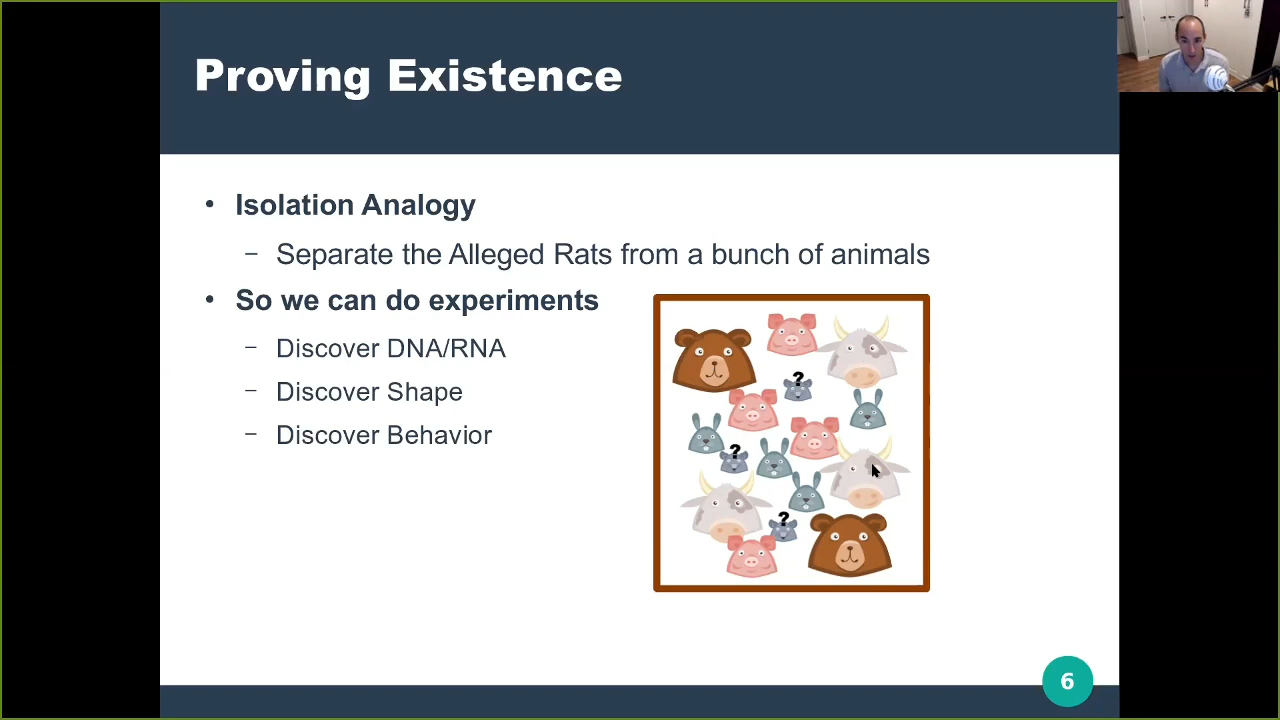 Proving Existence
• Isolation Analogy
– Separate the Alleged Rats from a bunch of animals
• So we can do experiments
– Discover DNA/RNA
– Discover Shape
– Discover Behavior
?
?
?
6